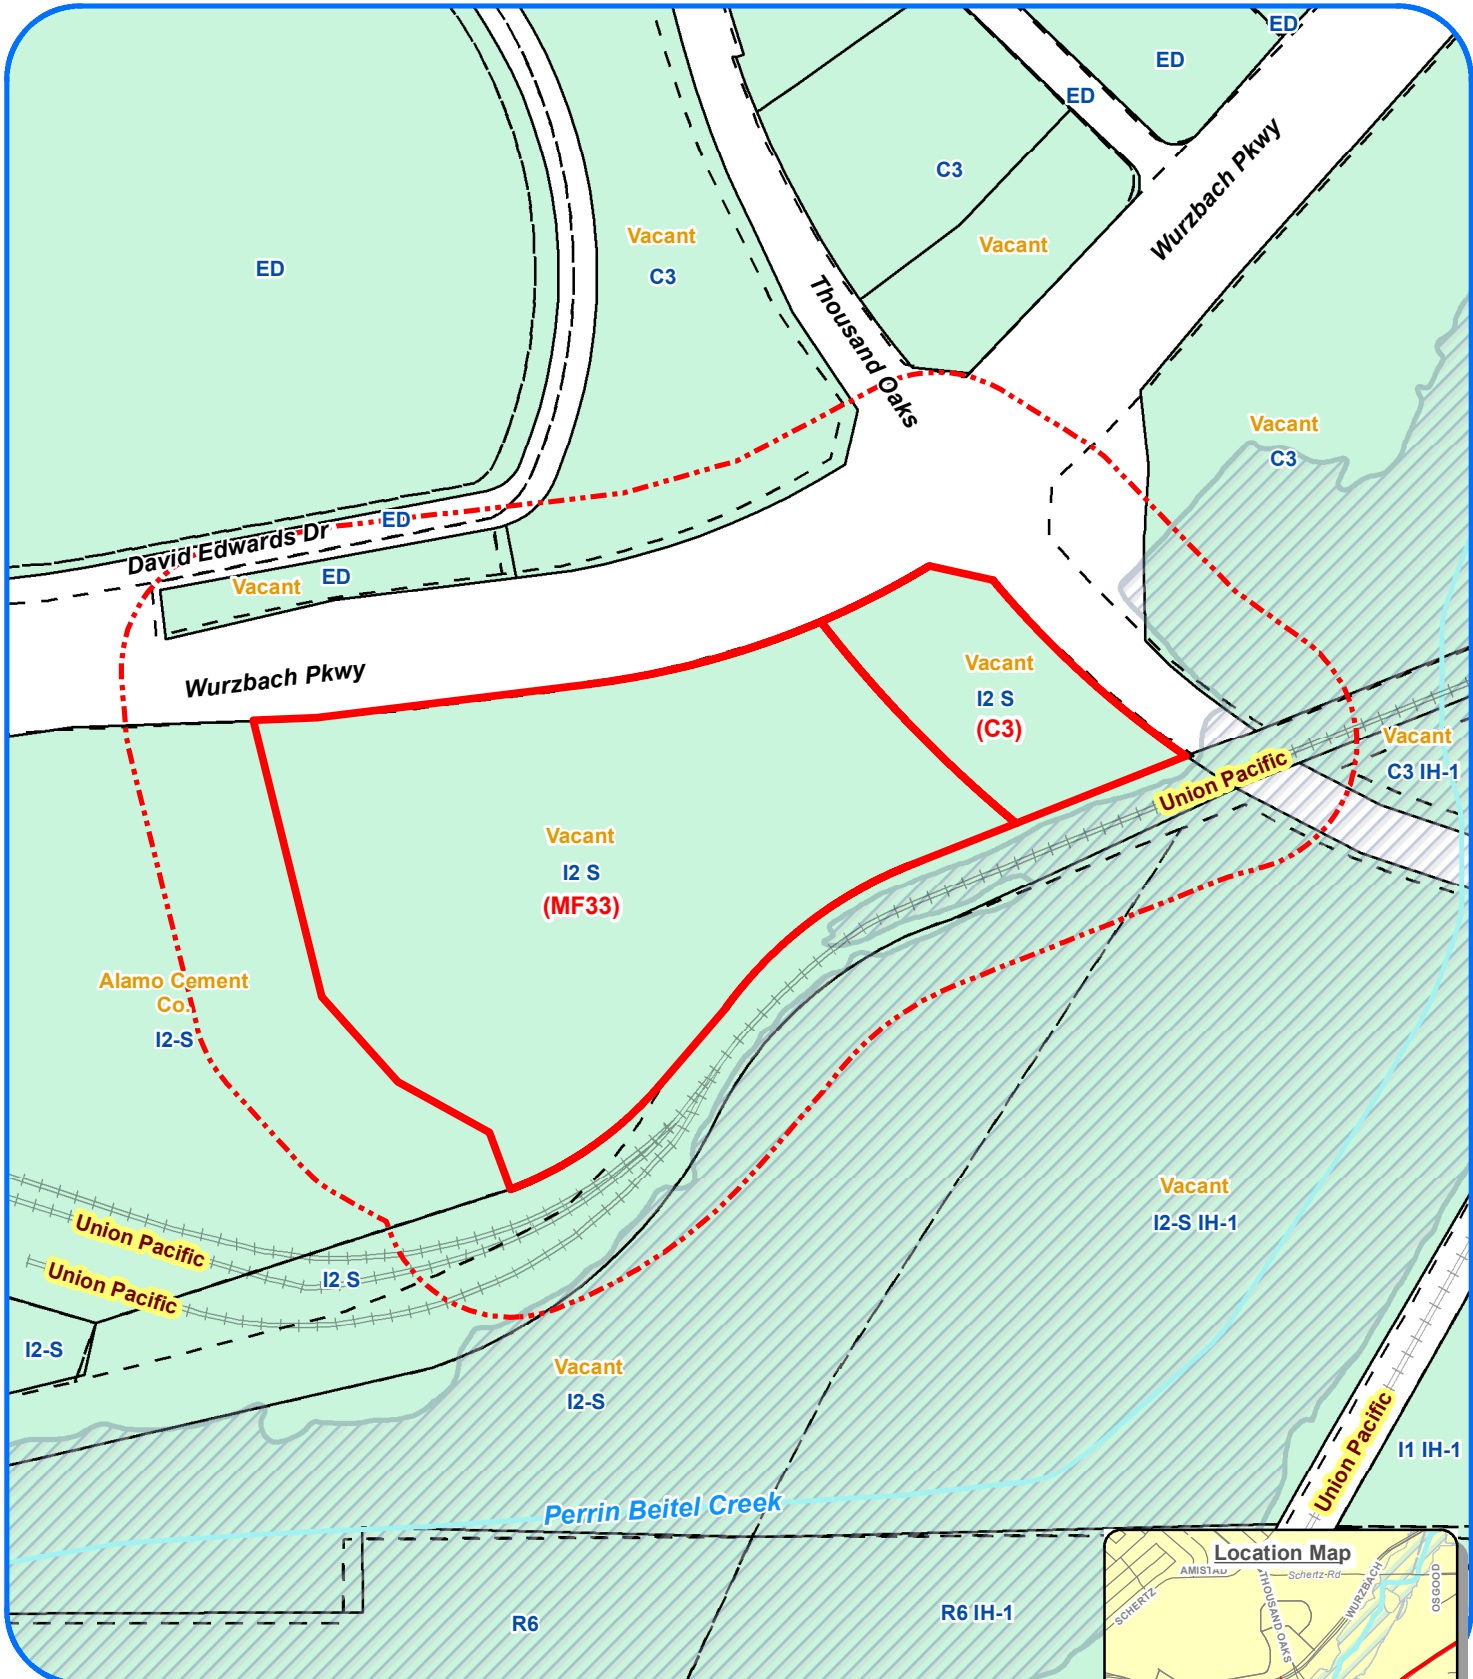 ED
ED
ED
C3
Vacant
C3
Vacant
ED
Wurzbach Pkwy
Thousand Oaks
Vacant
C3
David Edwards Dr
ED
Vacant
ED
Wurzbach Pkwy
Vacant
I2 S
(C3)
Union Pacific
Vacant
C3 IH-1
Vacant
I2 S
(MF33)
Alamo Cement
Co.
I2-S
Vacant
I2-S IH-1
Union Pacific
Union Pacific
I2 S
I2-S
Vacant
I2-S
Union Pacific
I1 IH-1
Perrin Beitel Creek
R6
R6 IH-1
Location Map
AMISTAD
Schertz-Rd
SCHERTZ
THOUSAND OAKS
WURZBACH
OSGOOD